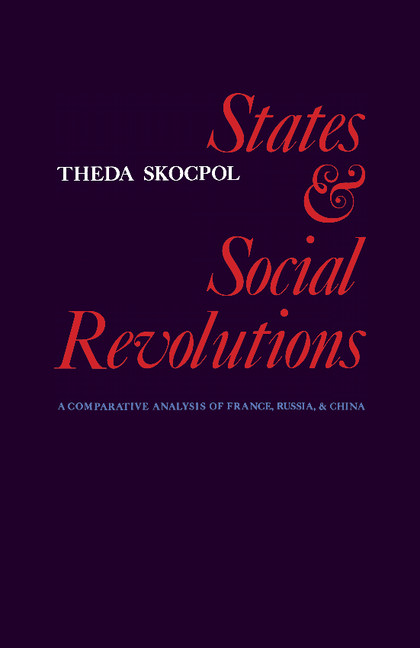 States
THEDA SKOCPOL
&
Social
Revolutions
A COMPARATIVE ANALYSIS OF FRANCE, RUSSIA, & CHINA